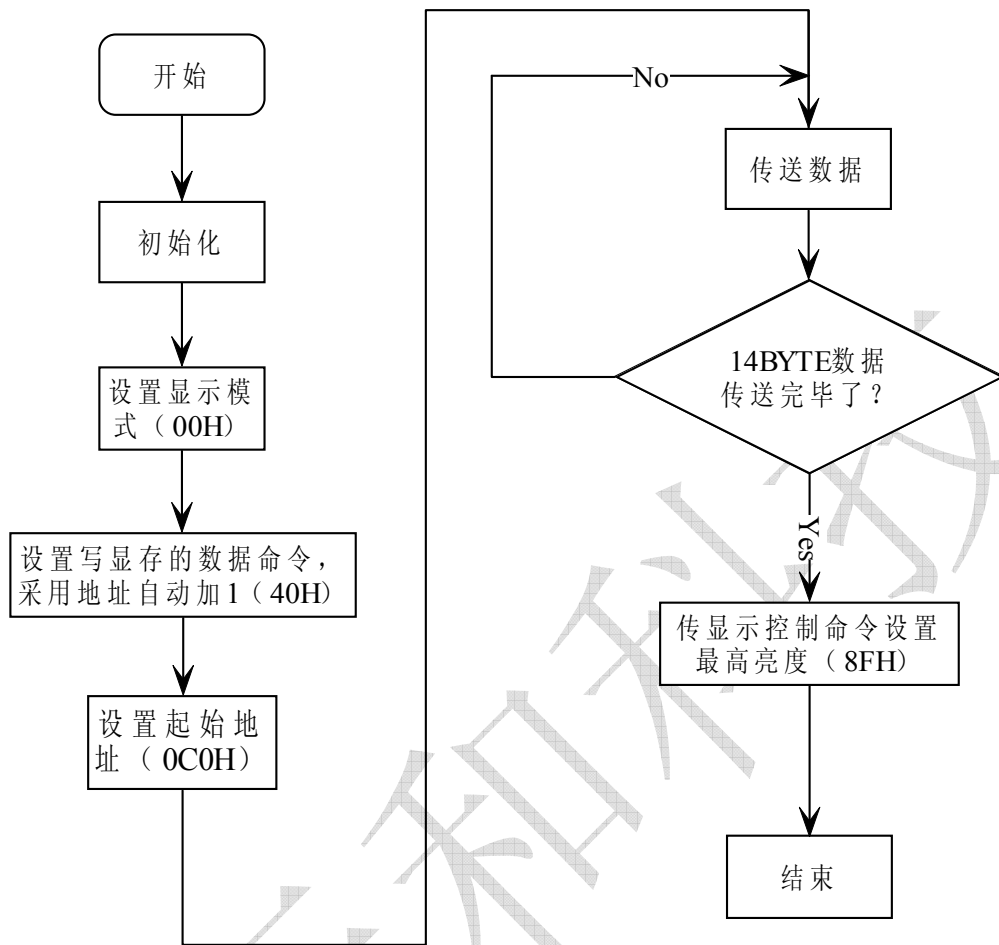 开始
初始化
设置显示模
式（00H）
设置写显存的数据命令，
采用地址自动加1（40H）
设置起始地
址（0C0H）
No
传送数据
14BYTE数据
传送完毕了？
Yes
传显示控制命令设置
最高亮度（8FH）
结束
和科技